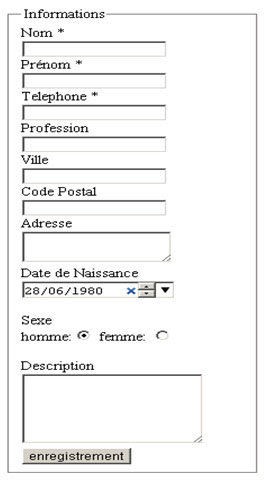 Informations
Nom *
Prénom *
Telephone *
Profession
Ville
Code Postal
Adresse
Date de Naissance
28/06/1980
Sexe
homme: femme:
Description
enregistrement